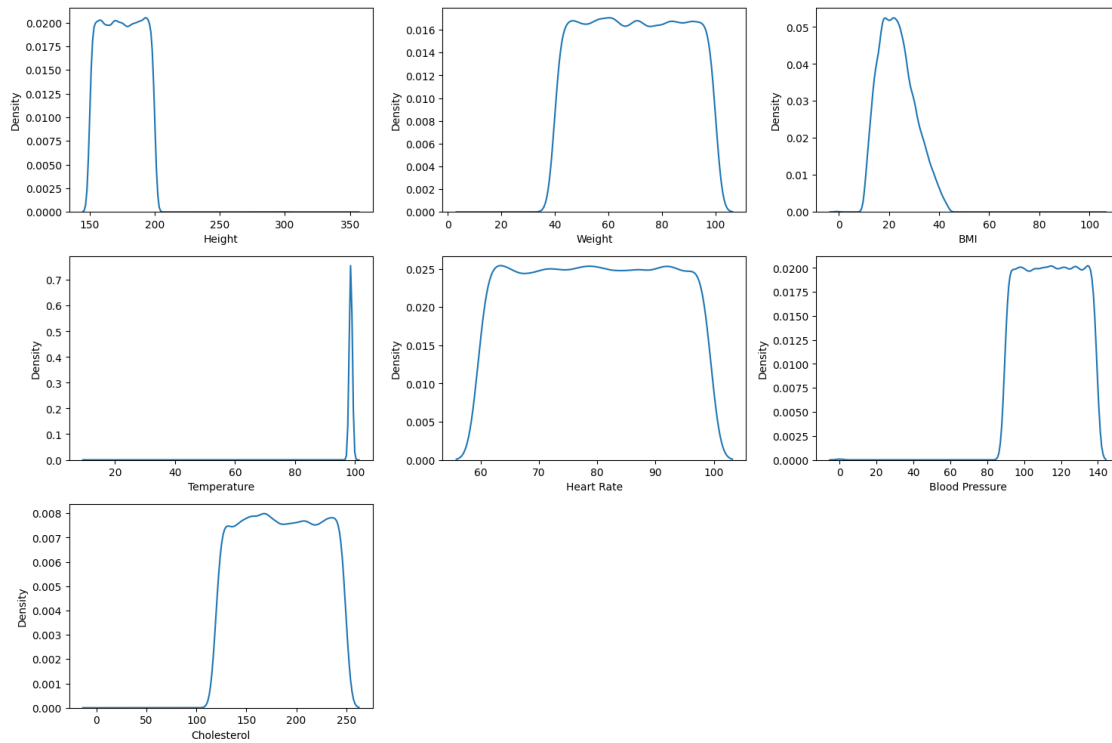 0.0200
0.0175
0.0150
0.0125
0.0100
0.0075
0.0050
0.0025
0.0000
Density
150 200 250 300 350
Height
0.016
0.014
0.012
0.010
0.008
0.006
0.004
0.002
0.000
Density
0 20 40 60 80 100
Weight
0.05
0.04
0.03
0.02
0.01
0.00
Density
0 20 40 60 80 100
BMI
0.7
0.6
0.5
0.4
0.3
0.2
0.1
0.0
Density
20 40 60 80 100
Temperature
0.025
0.020
0.015
0.010
0.005
0.000
Density
60 70 80 90 100
Heart Rate
0.0200
0.0175
0.0150
0.0125
0.0100
0.0075
0.0050
0.0025
0.0000
Density
0 20 40 60 80 100 120 140
Blood Pressure
0.008
0.007
0.006
0.005
0.004
0.003
0.002
0.001
0.000
Density
0 50 100 150 200 250
Cholesterol